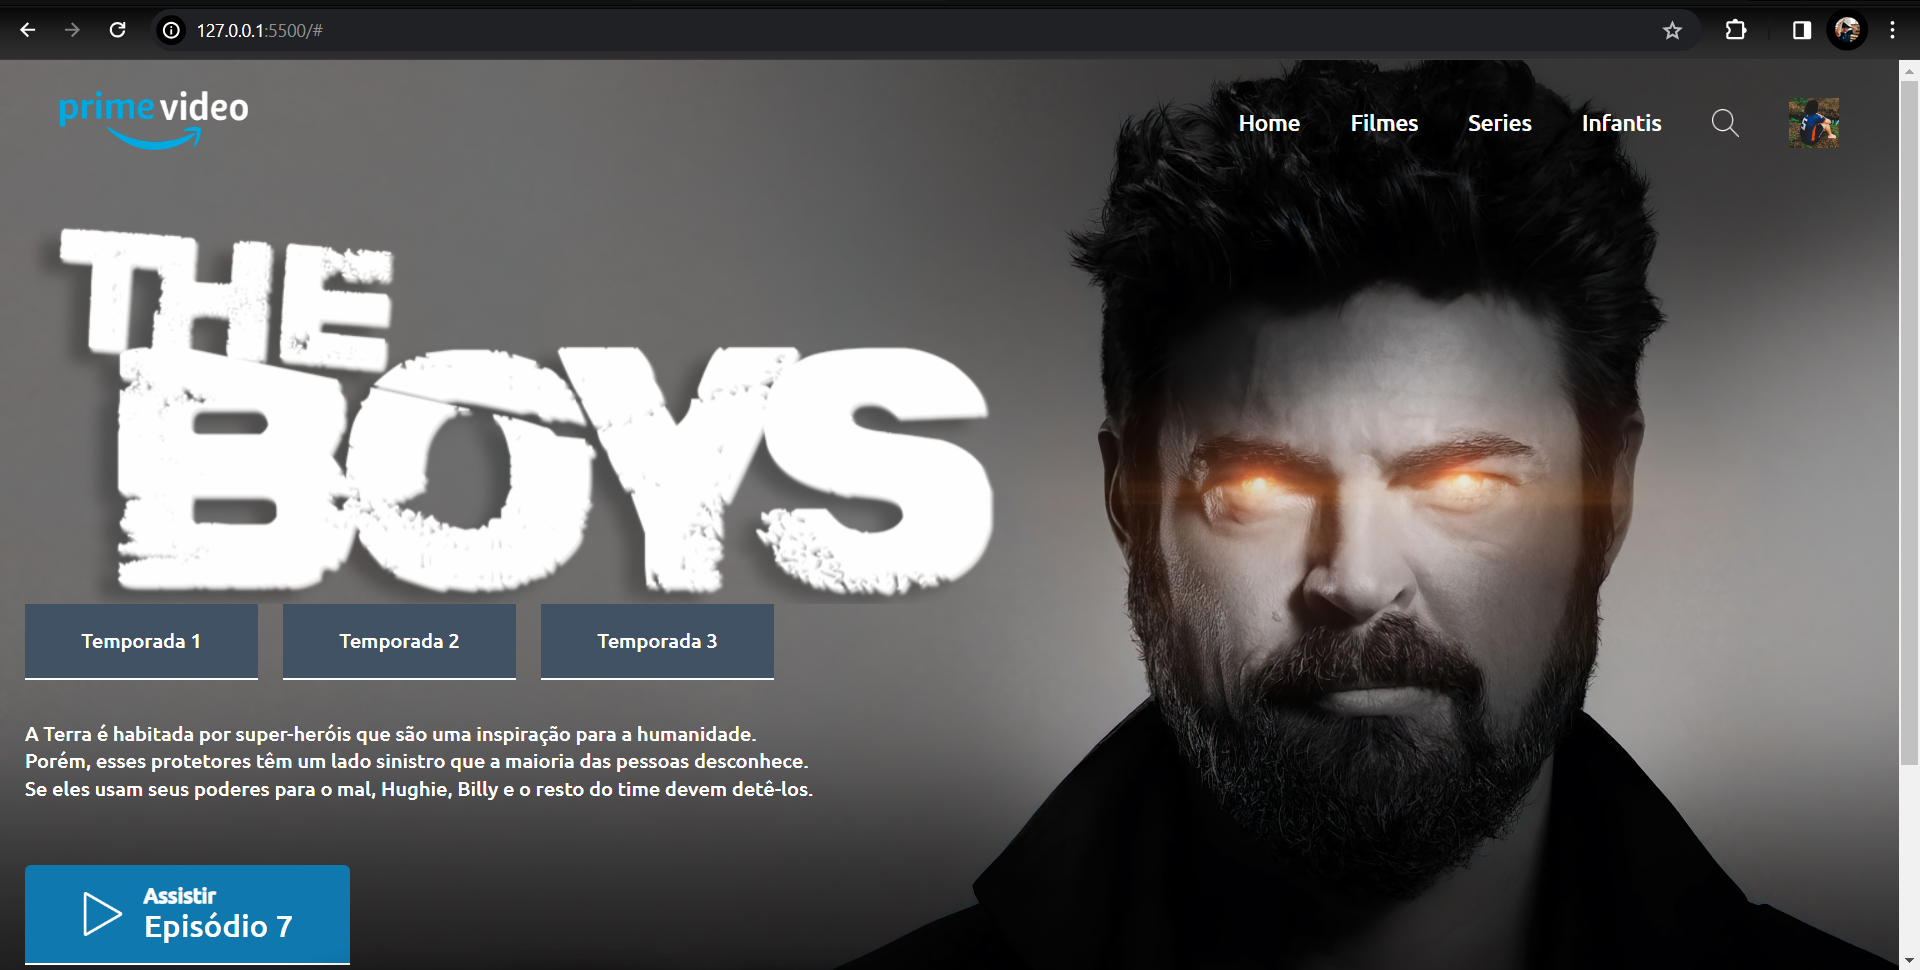 127.0.0.1:5500/#
prime video
Home Filmes Series Infantis
THE
BOYS
Temporada 1 Temporada 2 Temporada 3
A Terra é habitada por super-heróis que são uma inspiração para a humanidade.
Porém, esses protetores têm um lado sinistro que a maioria das pessoas desconhece.
Se eles usam seus poderes para o mal, Hughie, Billy e o resto do time devem detê-los.
Assistir
Episódio 7